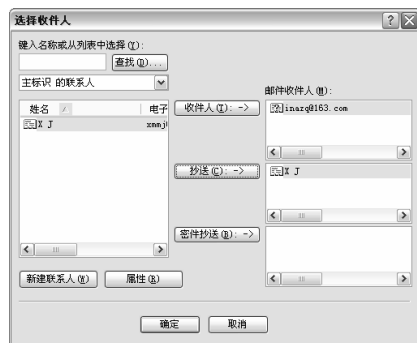 选择收件人
键入名称或从列表中选择(Y):
查找(D)...
主标识 的联系人
邮件收件人(M):
姓名 电子
收件人(T): ->
inazq@163.com
X J xmmj
抄送(C): ->
X J
密件抄送(B): ->
新建联系人(W) 属性(R)
确定 取消